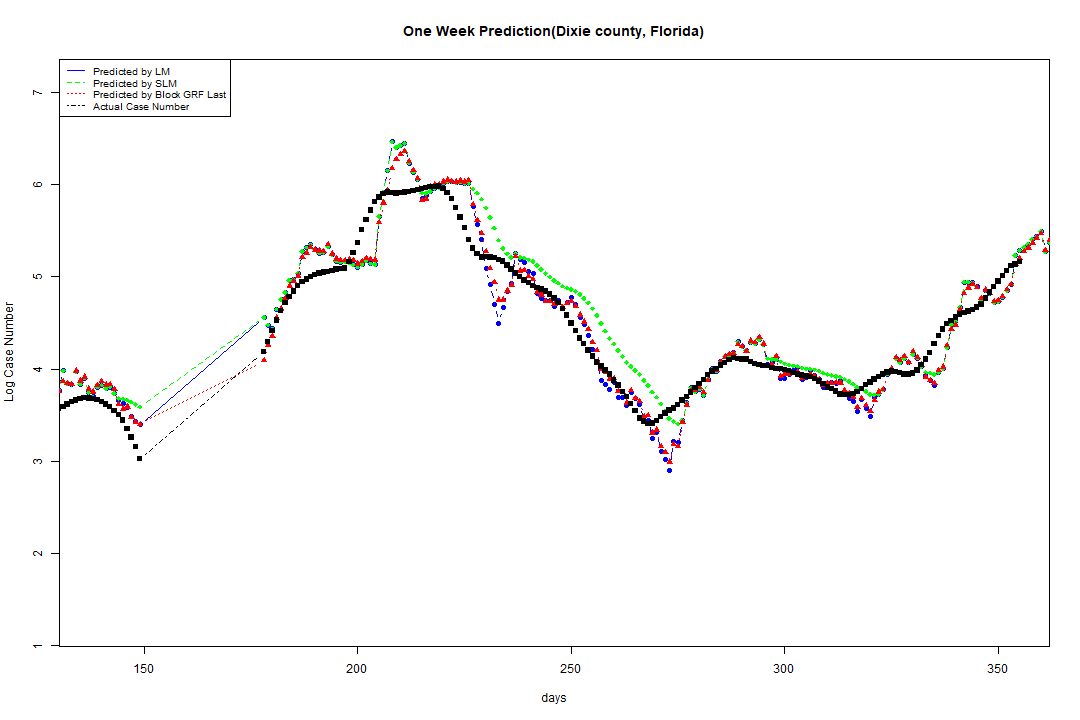 One Week Prediction(Dixie county, Florida)
Predicted by LM
Predicted by SLM
Predicted by Block GRF Last
Actual Case Number
7
6
5
4
3
2
1
Log Case Number
150 200 250 300 350
days